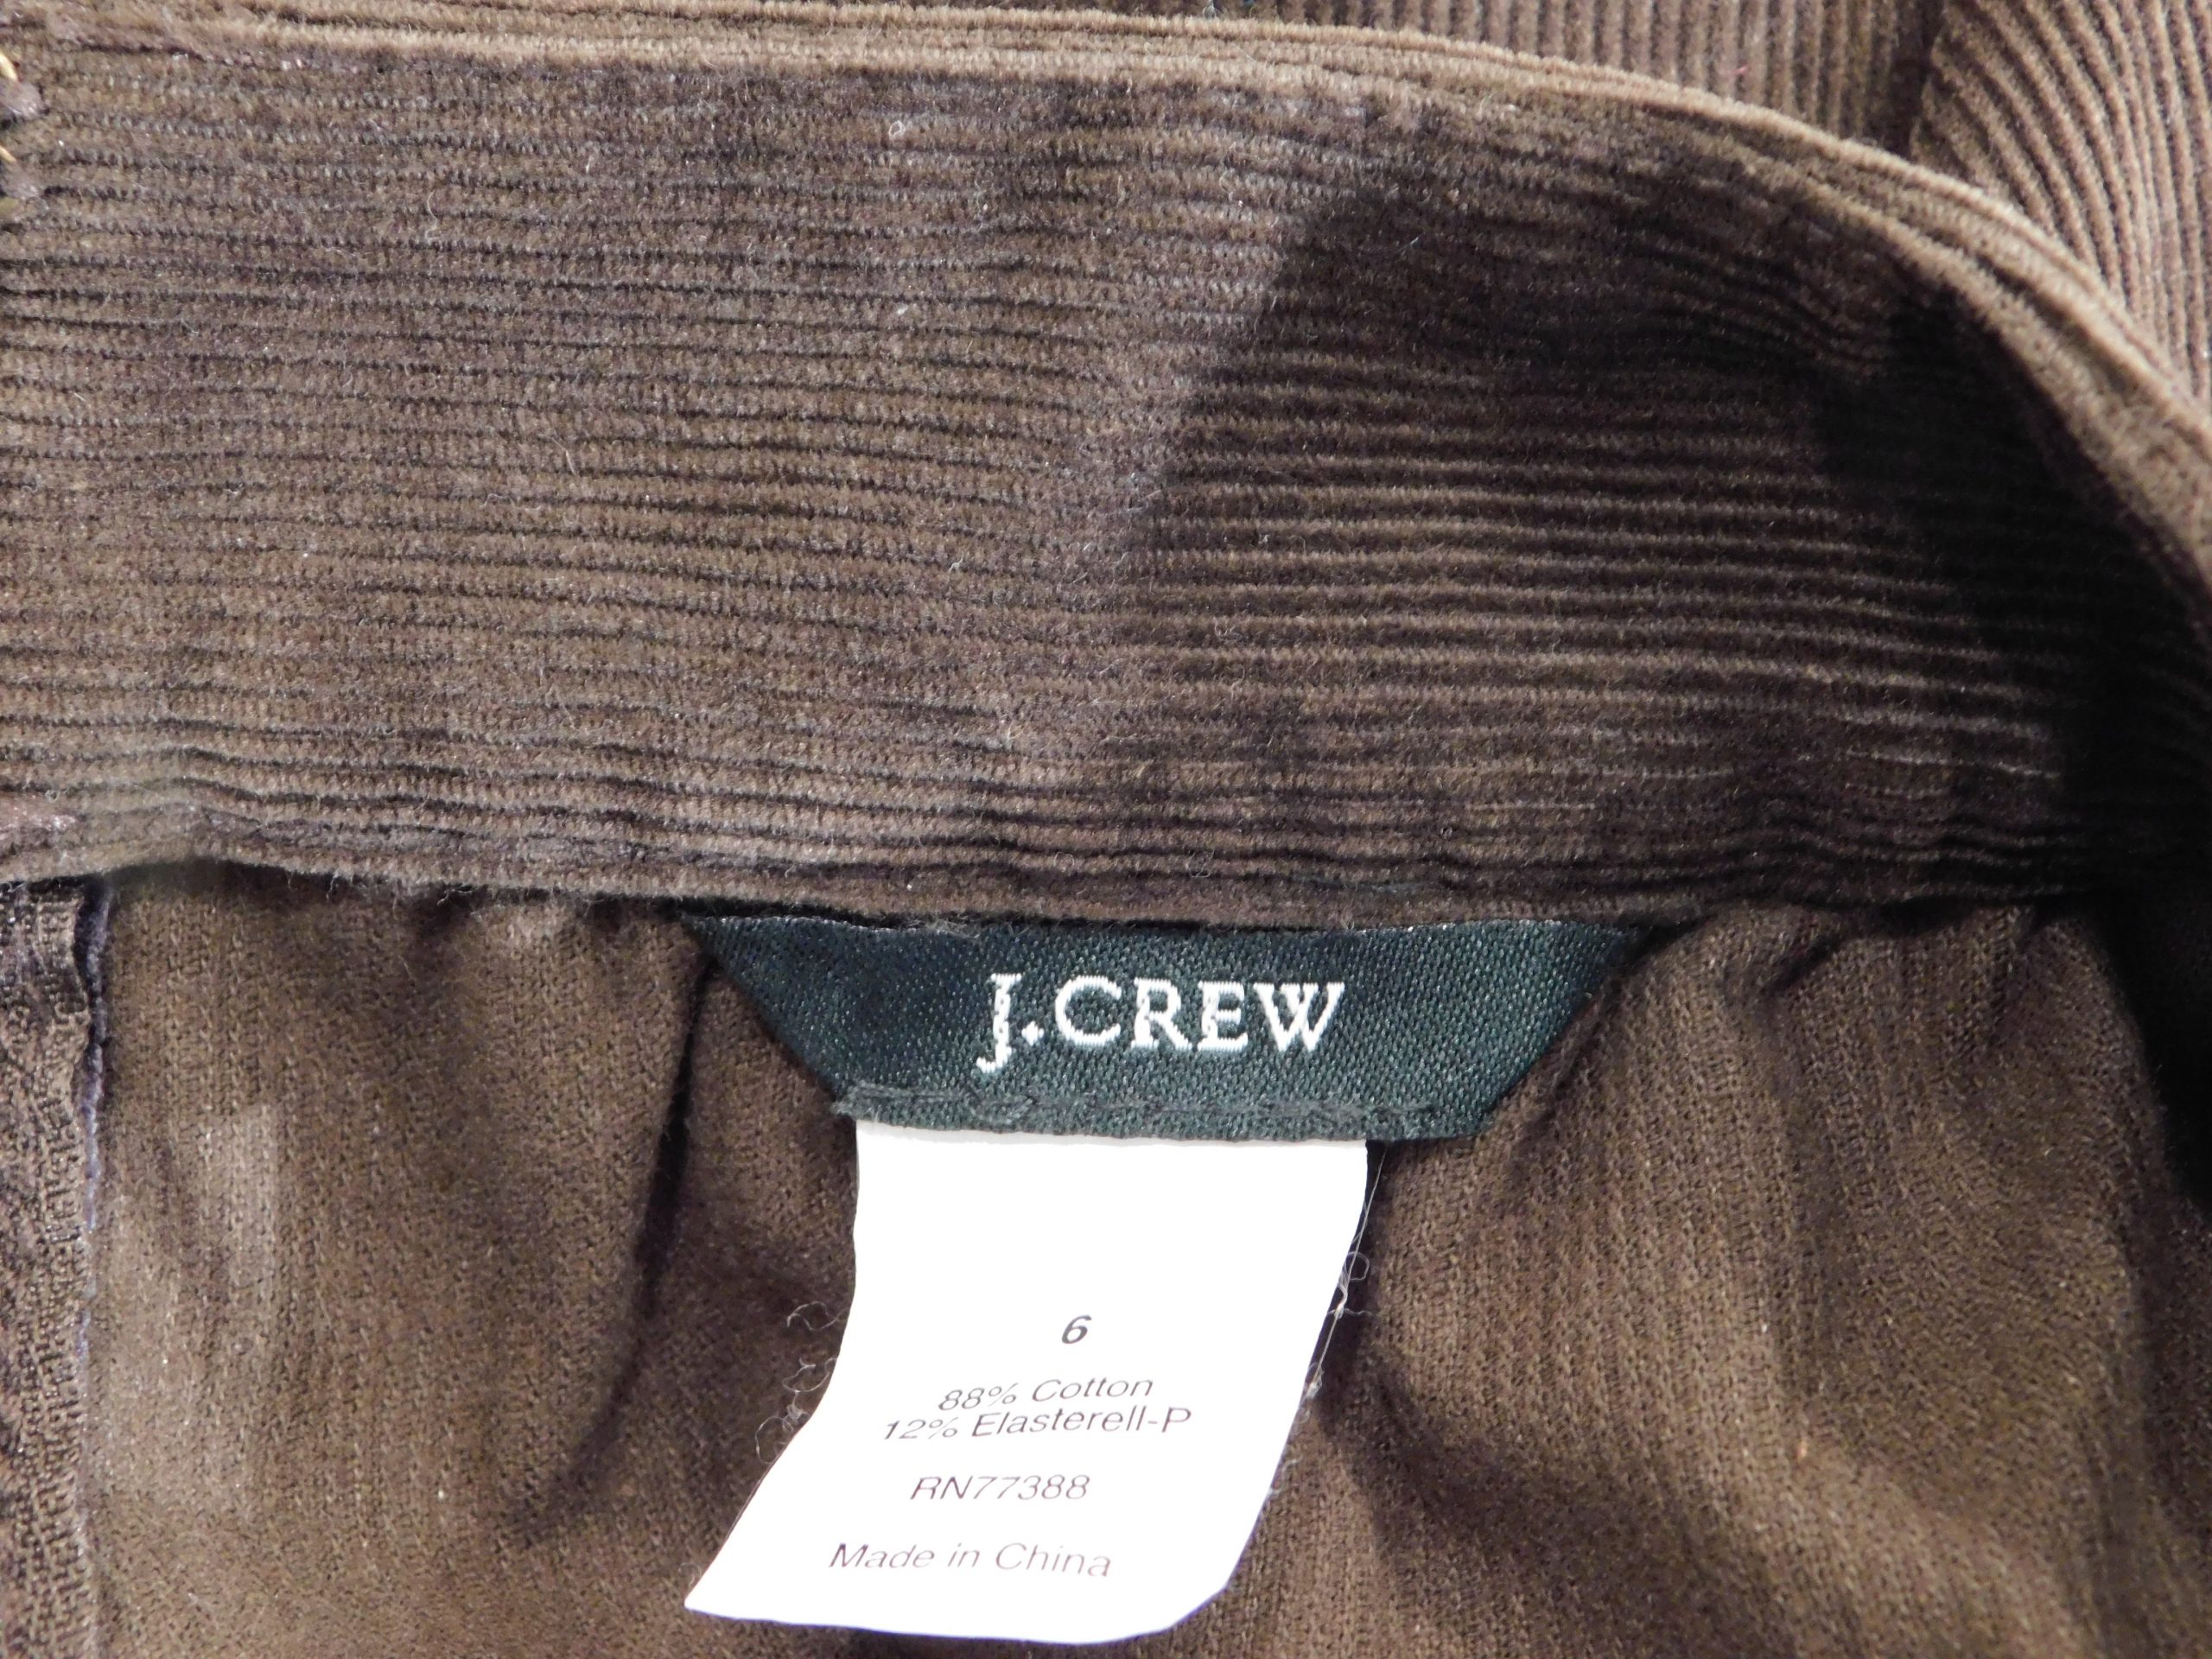 J.CREW
6
88% Cotton
12% Elasterell-P
RN77388
Made in China